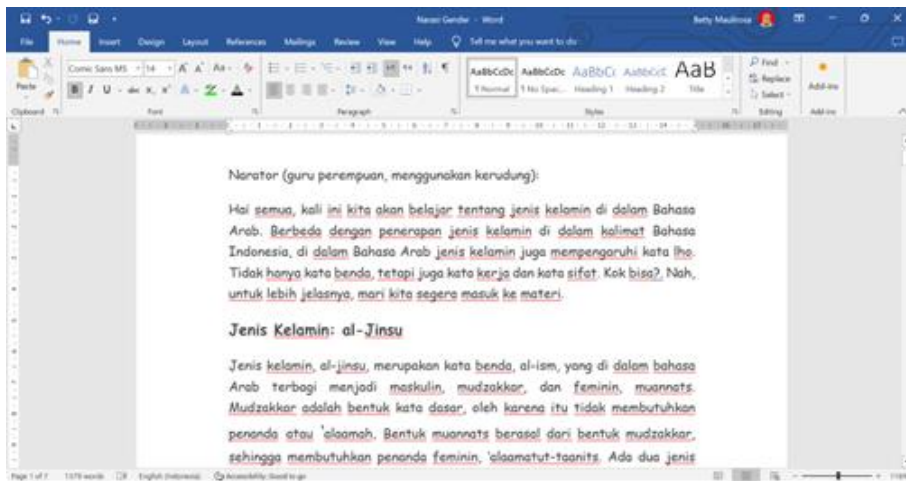 Narasi Gender - Word
Betty Maulirosa
File Home Insert Design Layout References Mailings Review View Help Tell me what you want to do
Paste
Comic Sans MS 14
Find
Replace
Select
Add-ins
AaBbCcDc AaBbCcDc AaBbCc AaBbCcC AaB
1 Normal 1 No Spac... Heading 1 Heading 2 Title
Clipboard Font Paragraph Styles Editing Add-ins
Narator (guru perempuan, menggunakan kerudung):
Hai semua, kali ini kita akan belajar tentang jenis kelamin di dalam Bahasa
Arab. Berbeda dengan penerapan jenis kelamin di dalam kalimat Bahasa
Indonesia, di dalam Bahasa Arab jenis kelamin juga mempengaruhi kata lho.
Tidak hanya kata benda, tetapi juga kata kerja dan kata sifat. Kok bisa?, Nah,
untuk lebih jelasnya, mari kita segera masuk ke materi.
Jenis Kelamin: al-Jinsu
Jenis kelamin, al-jinsu, merupakan kata benda, al-ism, yang di dalam bahasa
Arab terbagi menjadi maskulin, mudzakkar, dan feminin, muannats.
Mudzakkar adalah bentuk kata dasar, oleh karena itu tidak membutuhkan
penanda atau 'alaamah. Bentuk muannats berasal dari bentuk mudzakkar,
sehingga membutuhkan penanda feminin, 'alaamatut-taanits. Ada dua jenis
Page 1 of 7 1379 words English (Indonesia) Accessibility: Good to go